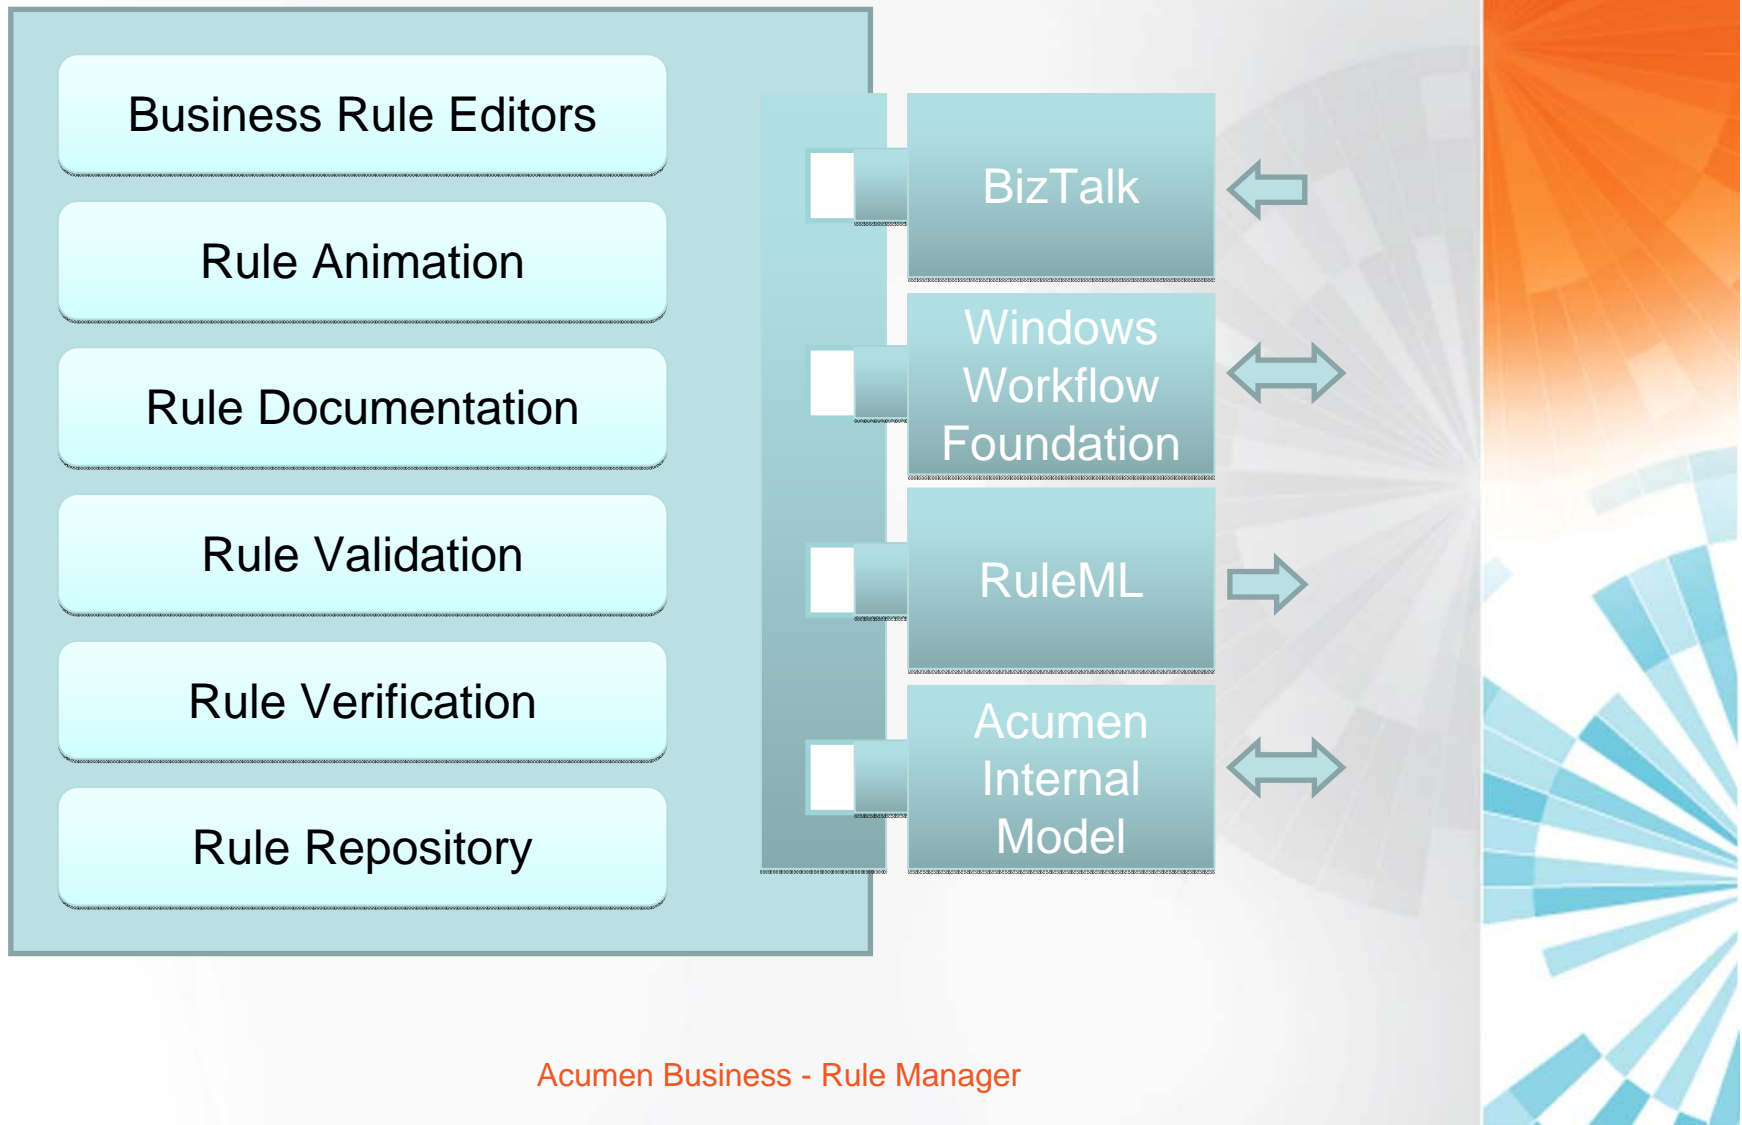 Business Rule Editors
Rule Animation
Rule Documentation
Rule Validation
Rule Verification
Rule Repository
BizTalk
Windows
Workflow
Foundation
RuleML
Acumen
Internal
Model
Acumen Business - Rule Manager